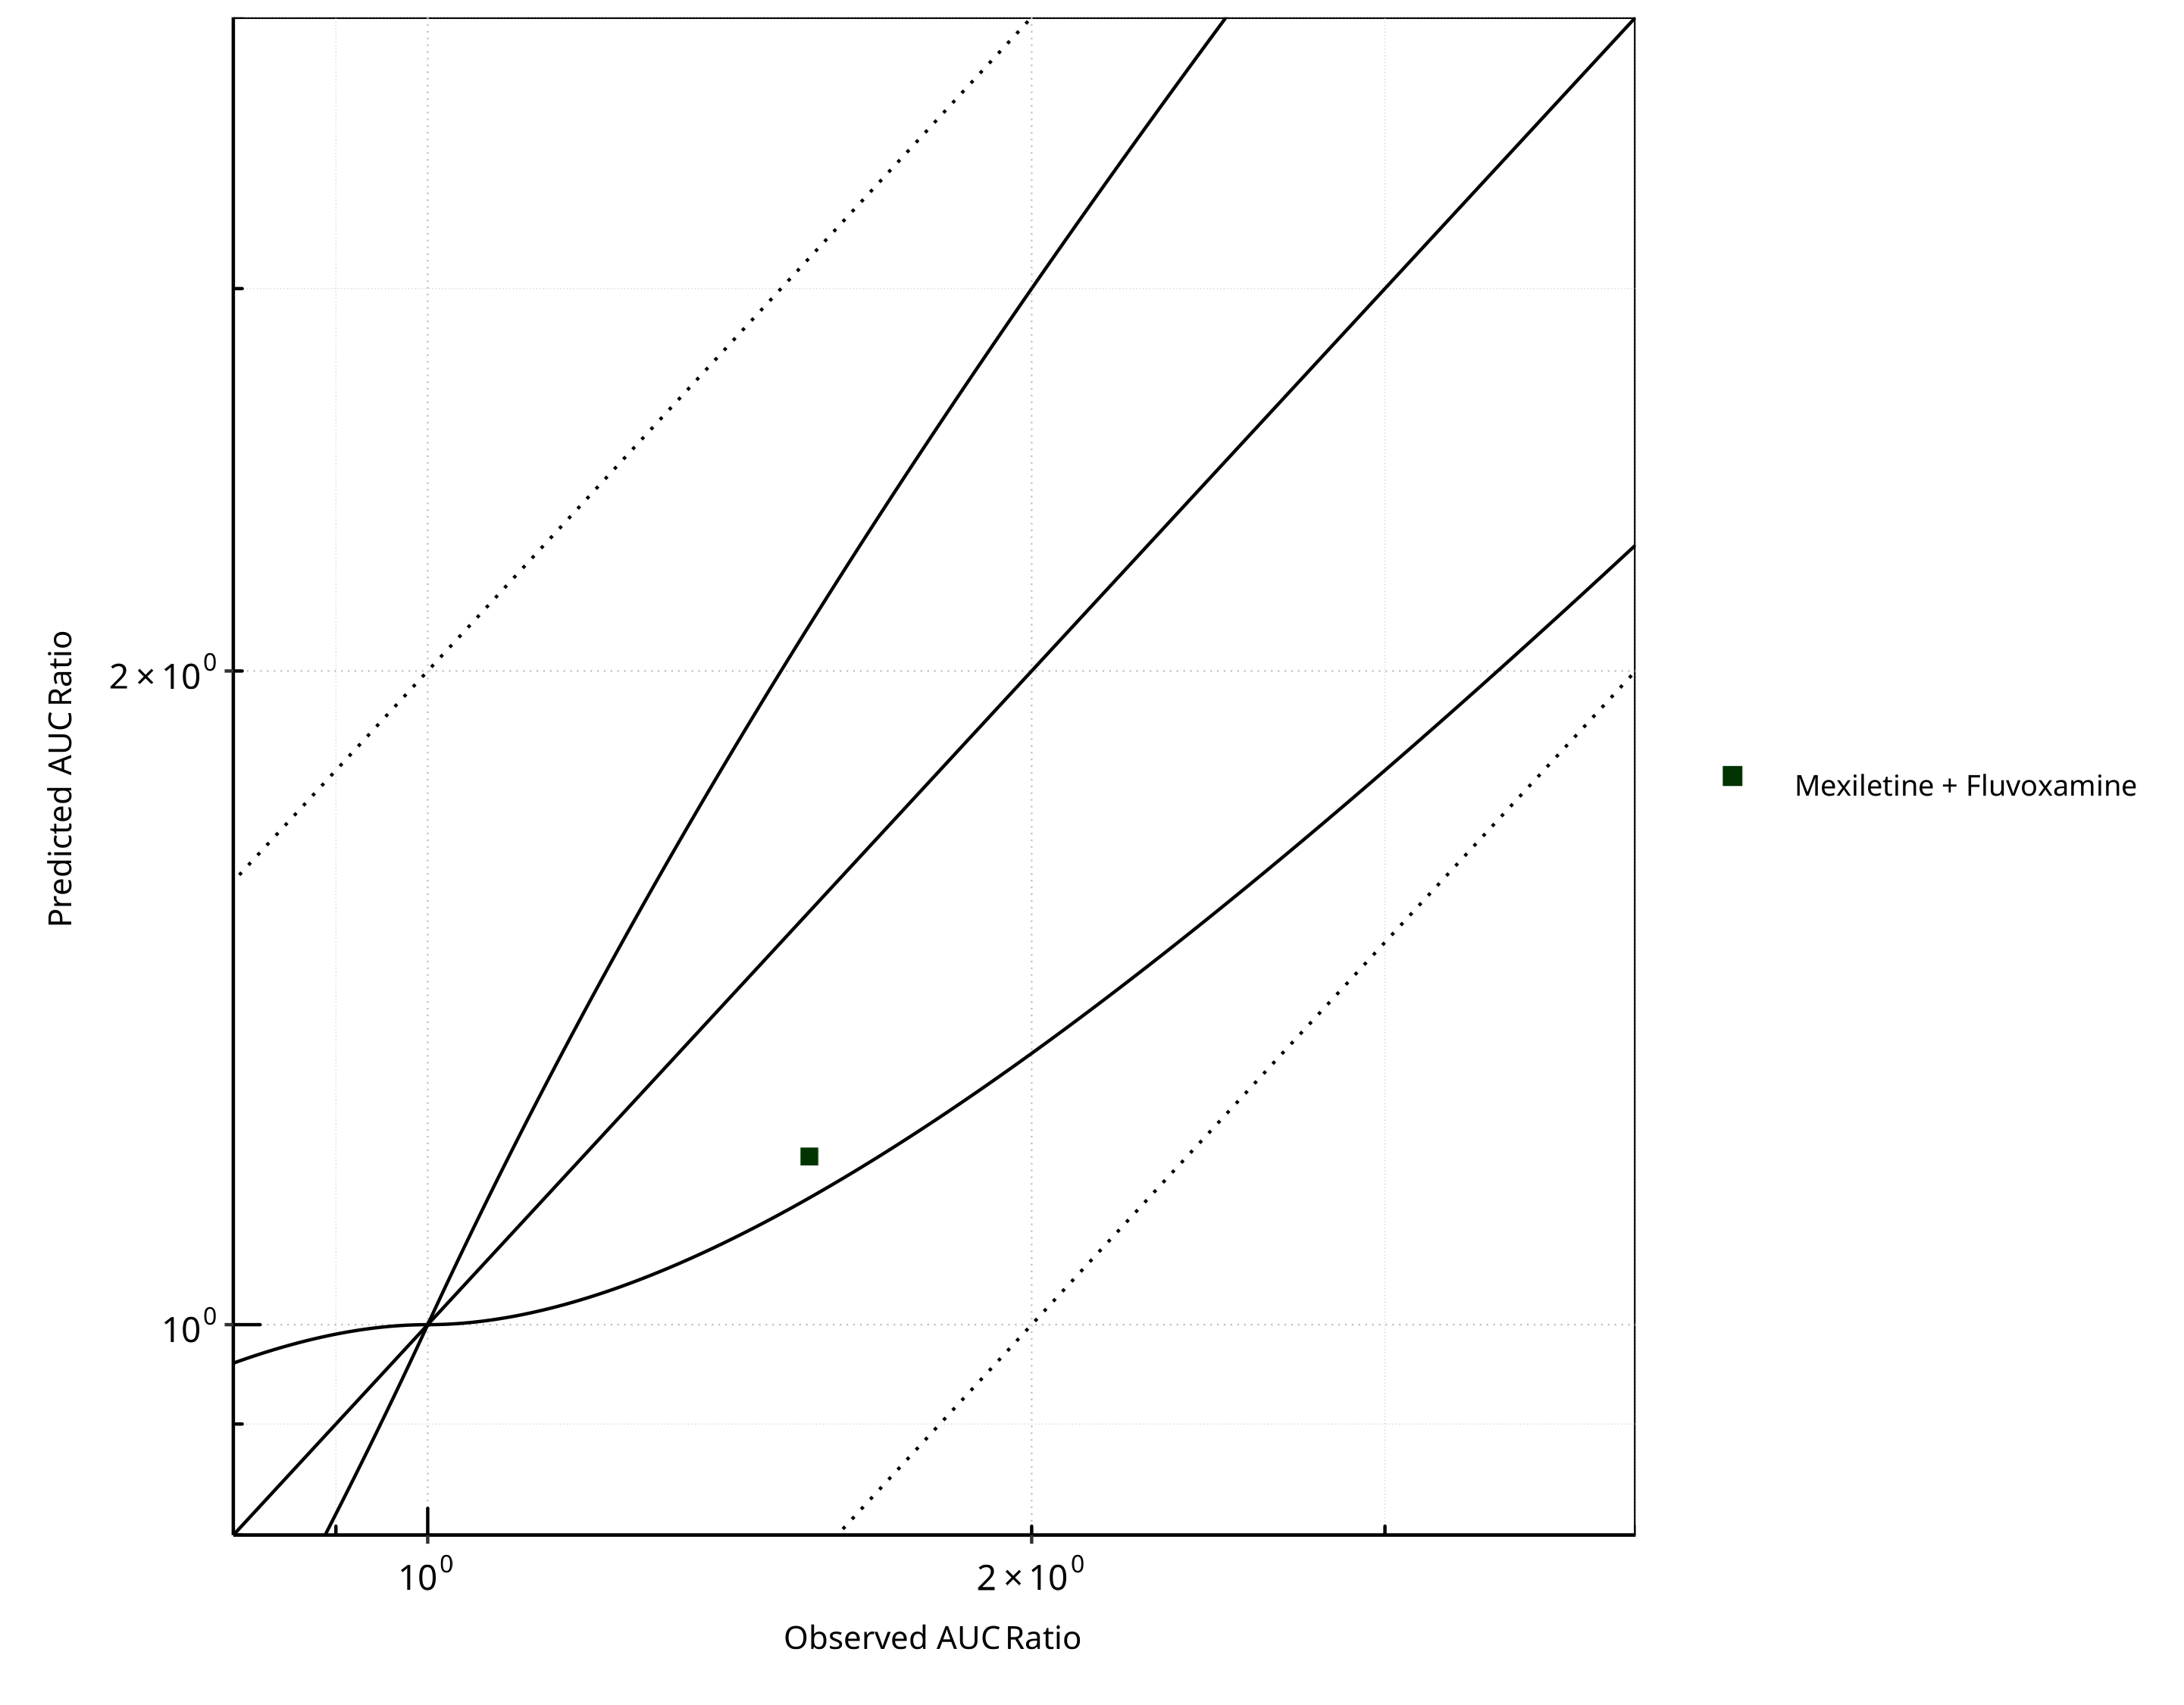 Predicted AUC Ratio
2 × 10⁰
10⁰
10⁰
2 × 10⁰
Observed AUC Ratio
Mexiletine + Fluvoxamine